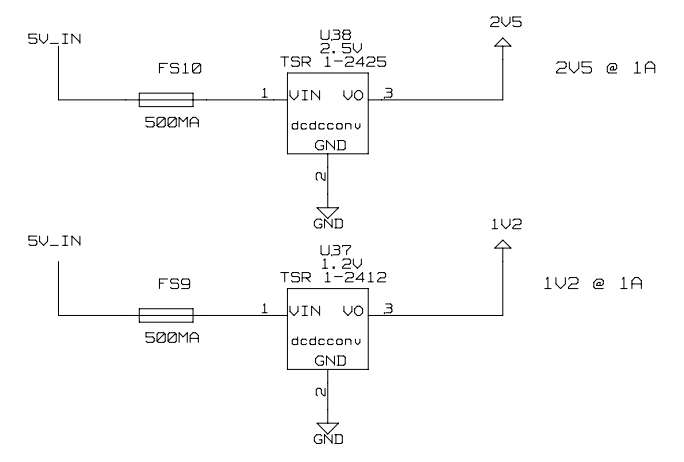 2V5
5V_IN
U38
2.5V
TSR 1-2425
FS10
2V5 @ 1A
1
VIN VO
3
500MA
dcdcconv
GND
2
GND
1V2
5V_IN
U37
1.2V
TSR 1-2412
FS9
1V2 @ 1A
1
VIN VO
3
500MA
dcdcconv
GND
2
GND